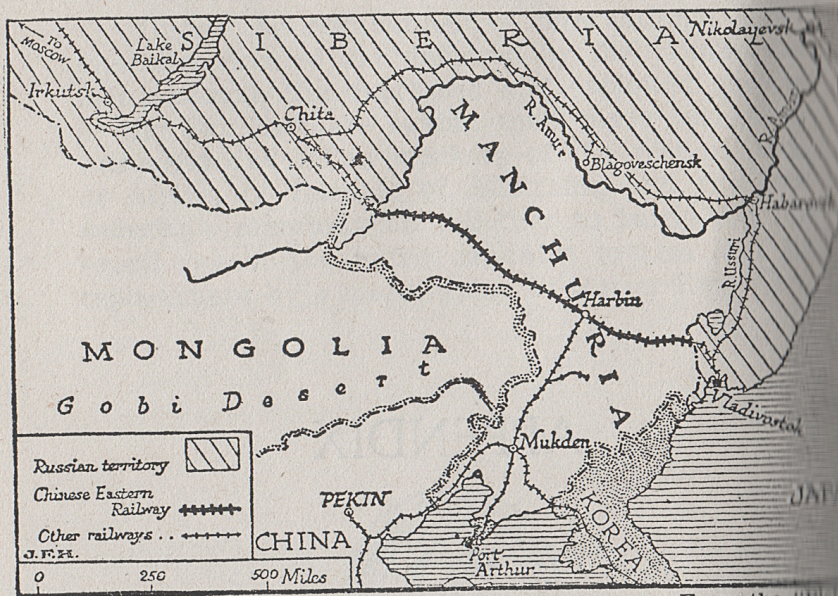 To
MOSCOW
Lake
Baikal
SIBERIA
Nikolayevsk
Irkutsk
Chita
R. Amur
R. Amur
Blagoveschensk
MANCHURIA
R. Ussuri
Harbin
MONGOLIA
Gobi Desert
Vladivostok
Mukden
Russian territory
Chinese Eastern
Railway
Other railways ..
J.F.H.
PEKIN
CHINA
Port
Arthur
KOREA
0 250 500 Miles